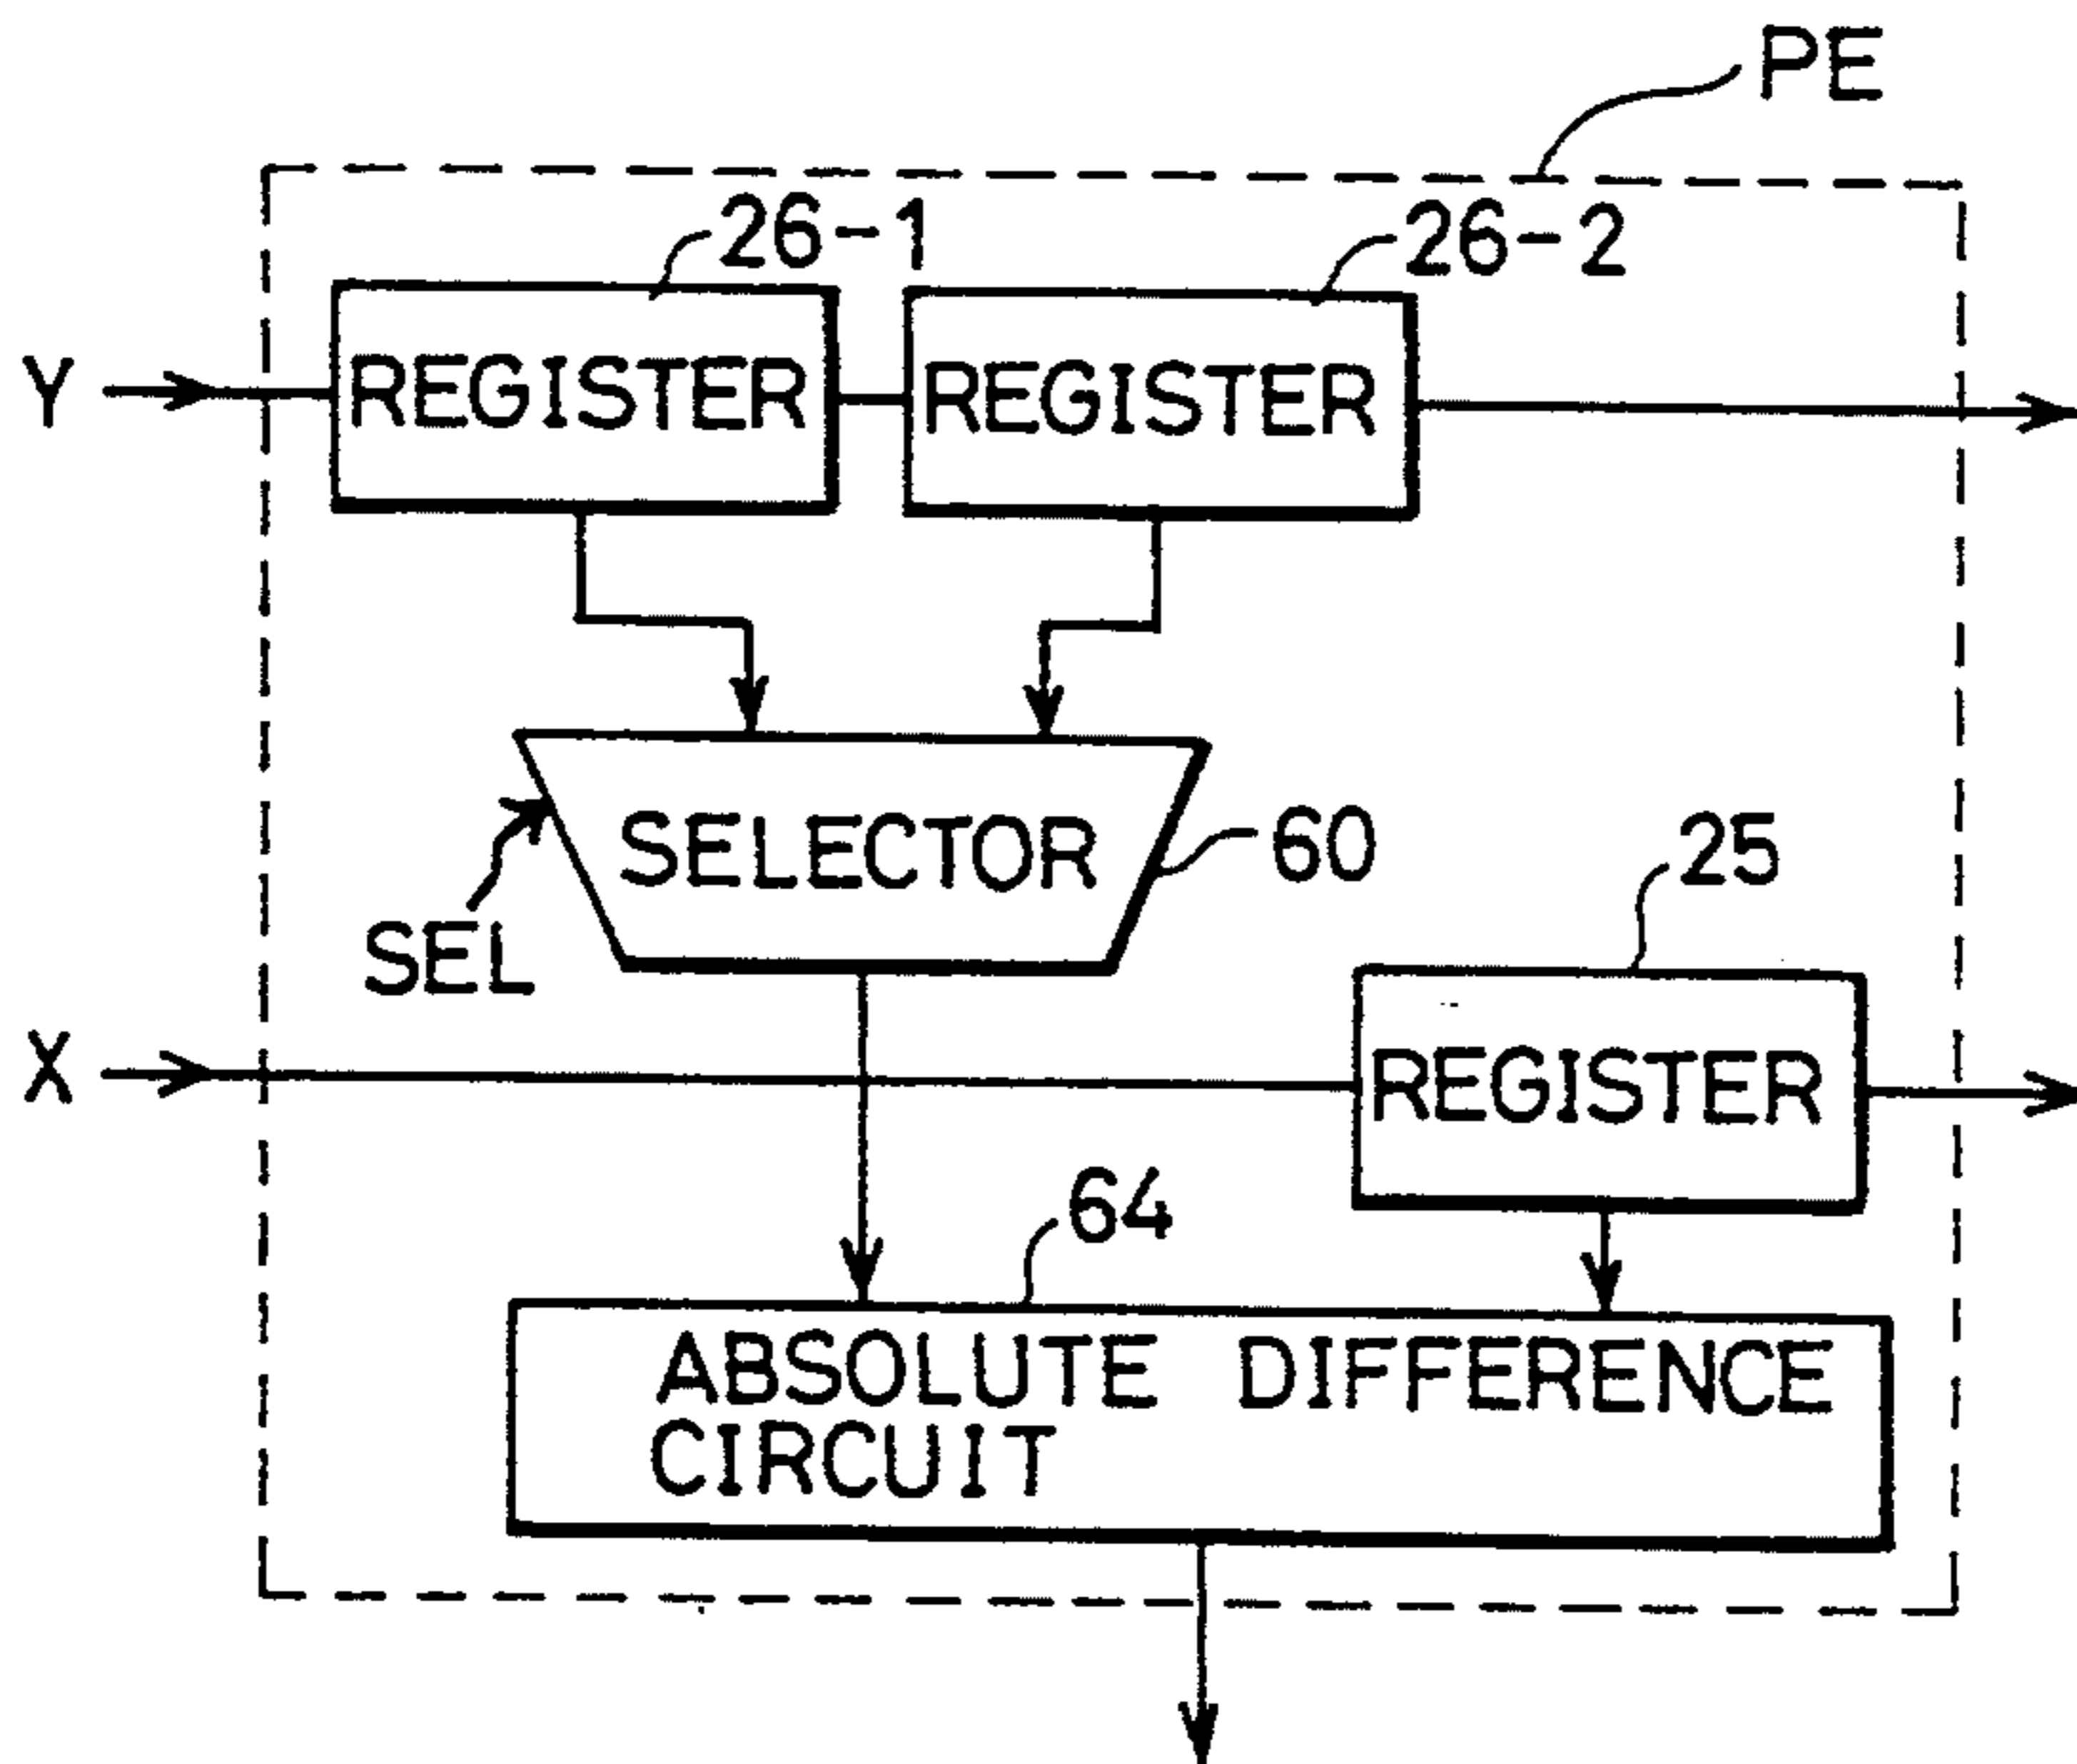 PE
26-1
26-2
Y
REGISTER
REGISTER
SELECTOR
60
25
SEL
X
REGISTER
64
ABSOLUTE DIFFERENCE
CIRCUIT